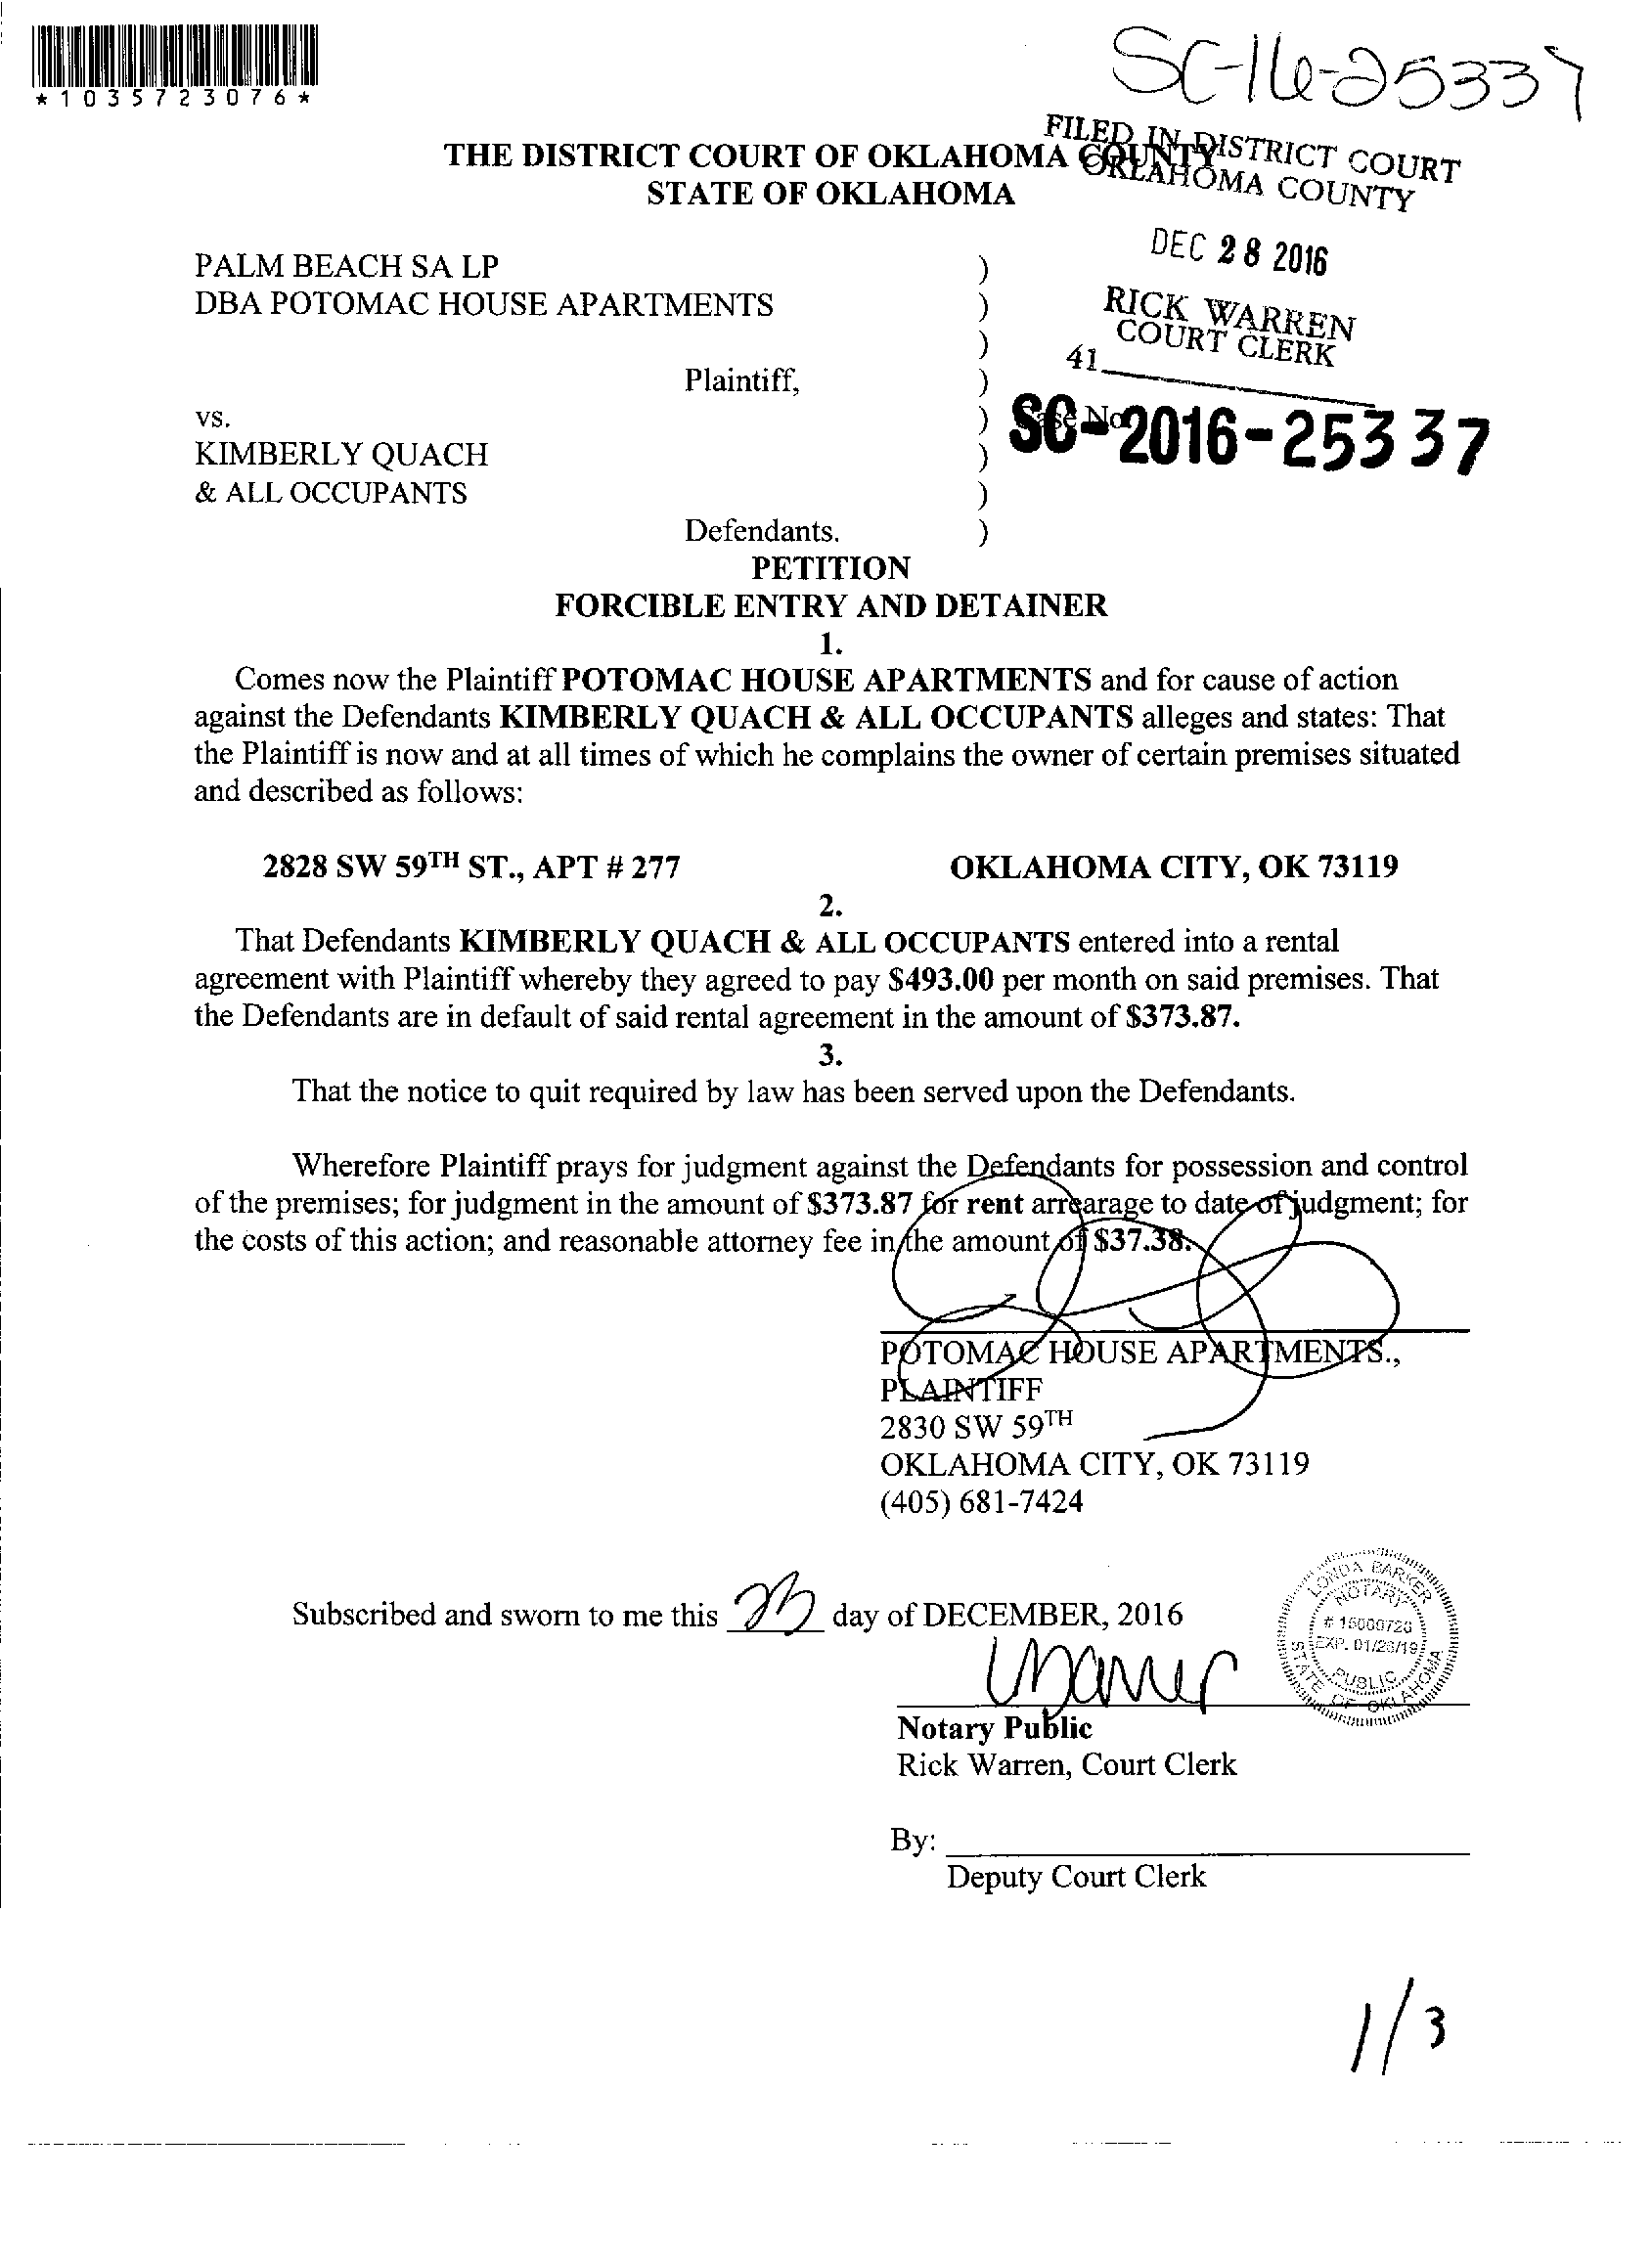 SC-16-25337
*1035723076*
FILED IN DISTRICT COURT
OKLAHOMA COUNTY
THE DISTRICT COURT OF OKLAHOMA COUNTY
STATE OF OKLAHOMA
DEC 28 2016
PALM BEACH SA LP )
DBA POTOMAC HOUSE APARTMENTS )
RICK WARREN
COURT CLERK
)
41
Plaintiff, )
vs. ) Case No
SC-2016-25337
KIMBERLY QUACH )
& ALL OCCUPANTS )
Defendants. )
PETITION
FORCIBLE ENTRY AND DETAINER
1.
Comes now the Plaintiff POTOMAC HOUSE APARTMENTS and for cause of action
against the Defendants KIMBERLY QUACH & ALL OCCUPANTS alleges and states: That
the Plaintiff is now and at all times of which he complains the owner of certain premises situated
and described as follows:
2828 SW 59TH ST., APT # 277 OKLAHOMA CITY, OK 73119
2.
That Defendants KIMBERLY QUACH & ALL OCCUPANTS entered into a rental
agreement with Plaintiff whereby they agreed to pay $493.00 per month on said premises. That
the Defendants are in default of said rental agreement in the amount of $373.87.
3.
That the notice to quit required by law has been served upon the Defendants.
Wherefore Plaintiff prays for judgment against the Defendants for possession and control
of the premises; for judgment in the amount of $373.87 for rent arrearage to date of judgment; for
the costs of this action; and reasonable attorney fee in the amount of $37.38.
POTOMAC HOUSE APARTMENTS.,
PLAINTIFF
2830 SW 59TH
OKLAHOMA CITY, OK 73119
(405) 681-7424
LONDA BARKER
NOTARY
EXP. 01/26/19
PUBLIC
STATE OF OKLAHOMA
Subscribed and sworn to me this day of DECEMBER, 2016
Notary Public
Rick Warren, Court Clerk
By:
Deputy Court Clerk
1/3